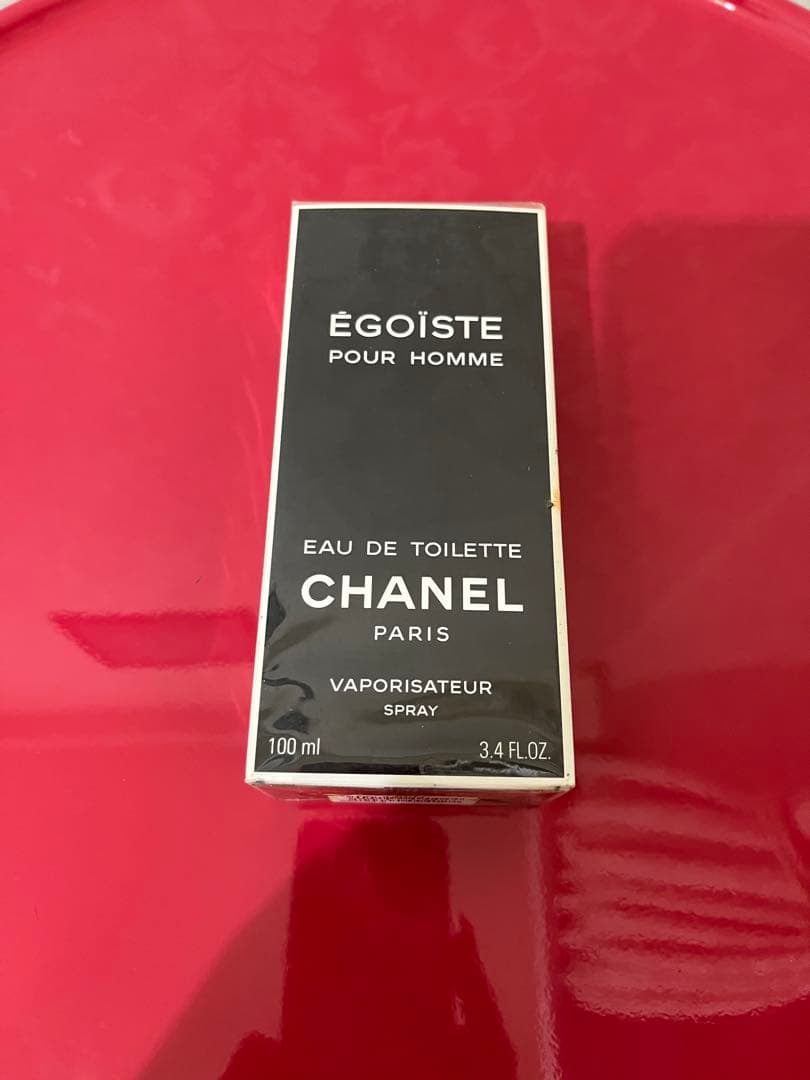 ÉGOÏSTE
POUR HOMME
EAU DE TOILETTE
CHANEL
PARIS
VAPORISATEUR
SPRAY
100 ml 3.4 FL.OZ.